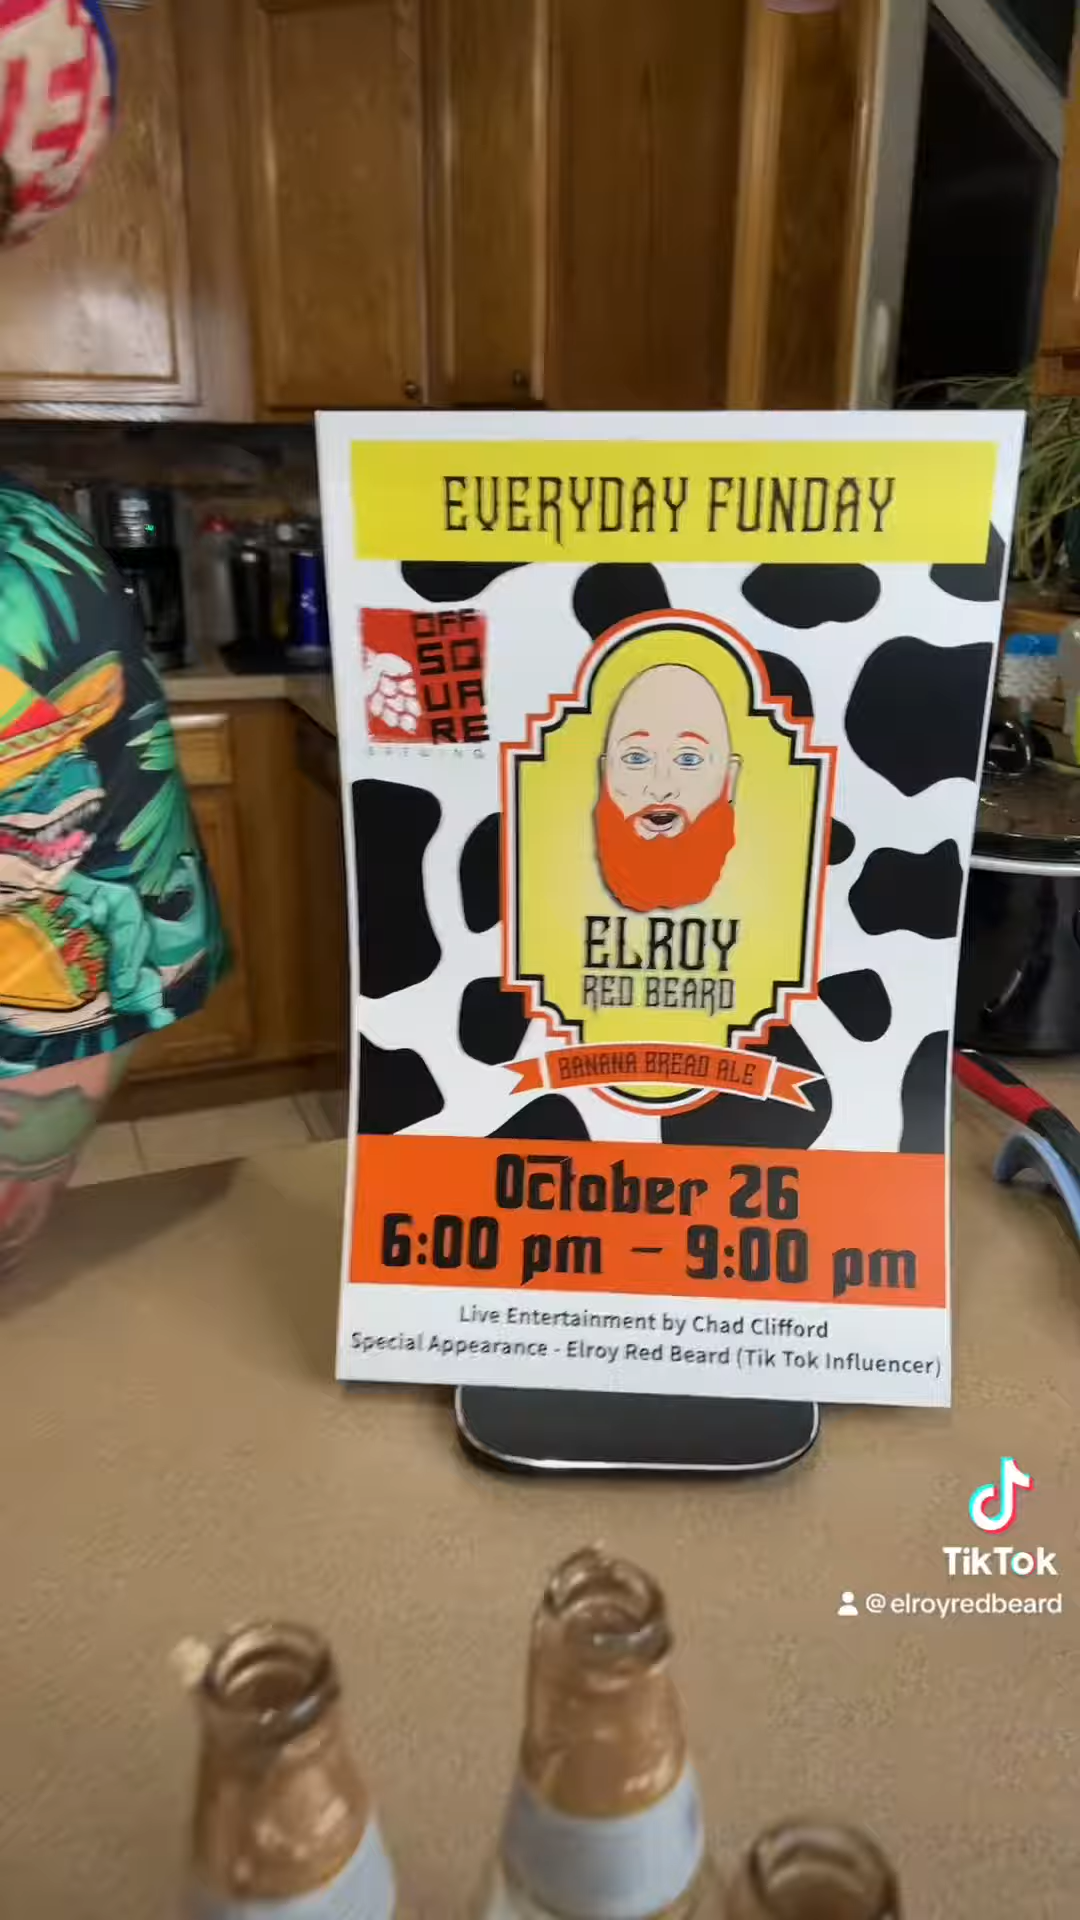 EVERYDAY FUNDAY
OFF
SQ
UA
RE
BREWING
ELROY
RED BEARD
BANANA BREAD ALE
October 26
6:00 pm - 9:00 pm
Live Entertainment by Chad Clifford
Special Appearance - Elroy Red Beard (Tik Tok Influencer)
TikTok
@elroyredbeard